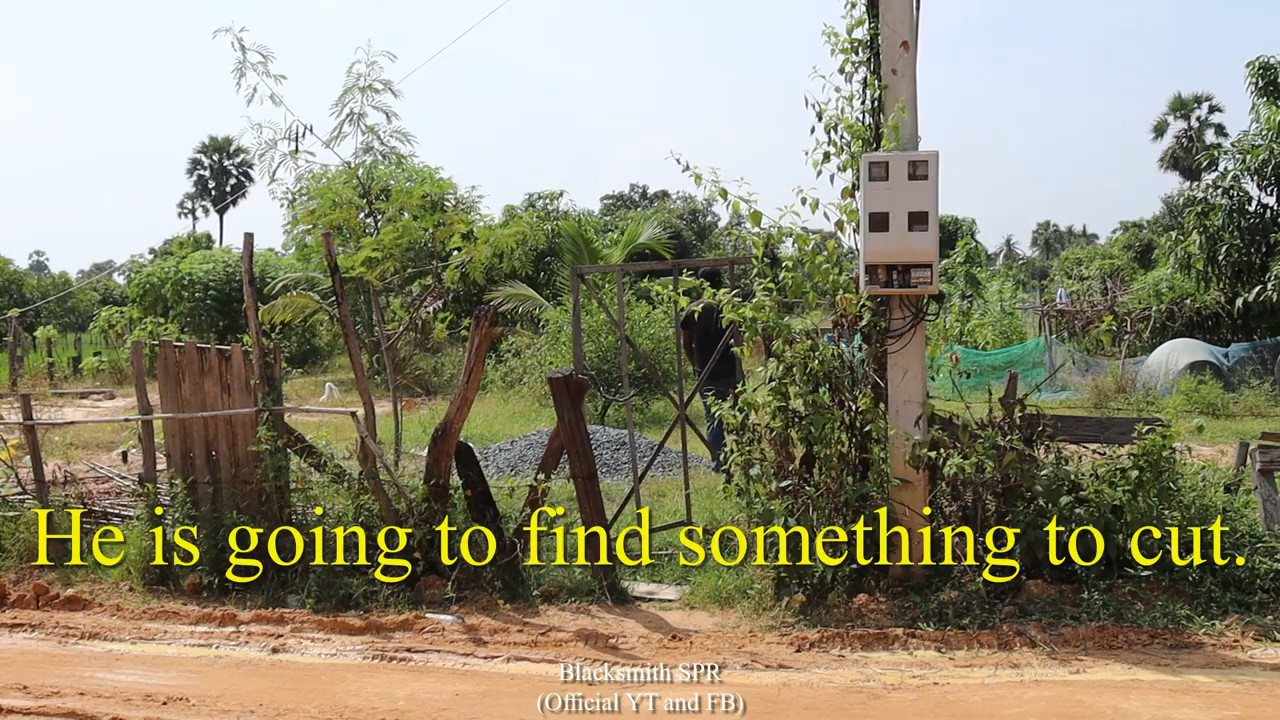 He is going to find something to cut.
Blacksmith SPR
(Official YT and FB)